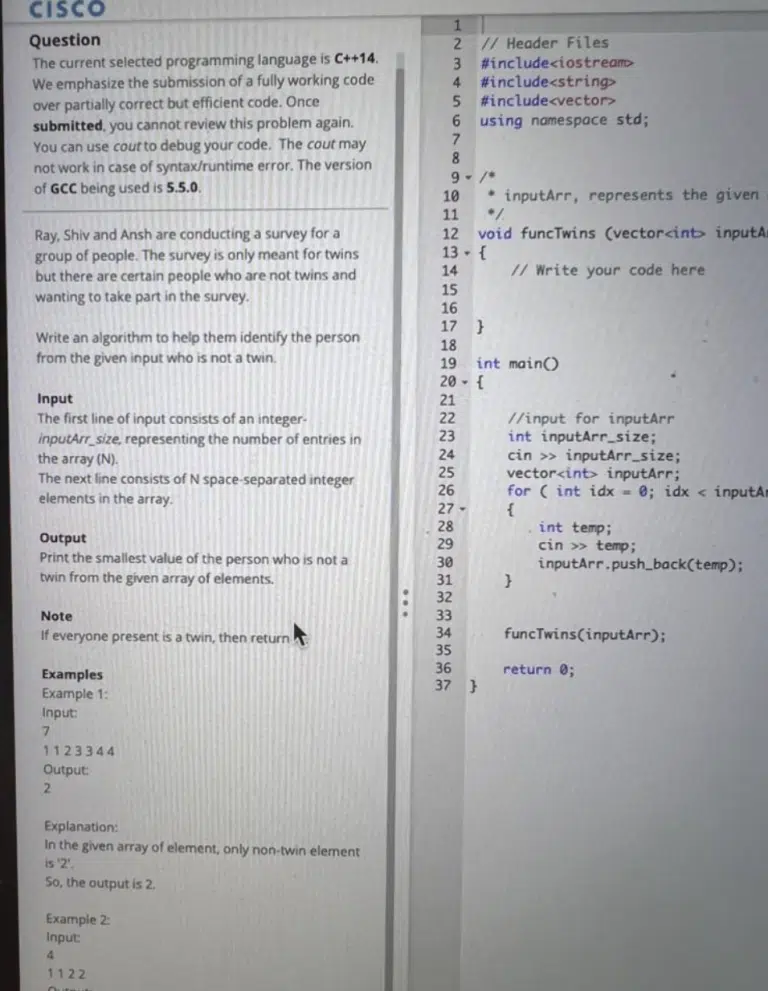 CISCO
Question
The current selected programming language is C++14.
We emphasize the submission of a fully working code
over partially correct but efficient code. Once
submitted, you cannot review this problem again.
You can use cout to debug your code. The cout may
not work in case of syntax/runtime error. The version
of GCC being used is 5.5.0.
Ray, Shiv and Ansh are conducting a survey for a
group of people. The survey is only meant for twins
but there are certain people who are not twins and
wanting to take part in the survey.
Write an algorithm to help them identify the person
from the given input who is not a twin.
Input
The first line of input consists of an integer-
inputArr_size, representing the number of entries in
the array (N).
The next line consists of N space-separated integer
elements in the array.
Output
Print the smallest value of the person who is not a
twin from the given array of elements.
Note
If everyone present is a twin, then return
Examples
Example 1:
Input:
7
1 1 2 3 3 4 4
Output:
2
Explanation:
In the given array of element, only non-twin element
is '2'.
So, the output is 2.
Example 2:
Input:
4
1 1 2 2
1
2 // Header Files
3 #include<iostream>
4 #include<string>
5 #include<vector>
6 using namespace std;
7
8
9 /*
10 * inputArr, represents the given
11 */
12 void funcTwins (vector<int> inputA
13 {
14 // Write your code here
15
16
17 }
18
19 int main()
20 {
21
22 //input for inputArr
23 int inputArr_size;
24 cin >> inputArr_size;
25 vector<int> inputArr;
26 for ( int idx = 0; idx < inputA
27 {
28 int temp;
29 cin >> temp;
30 inputArr.push_back(temp);
31 }
32
33
34 funcTwins(inputArr);
35
36 return 0;
37 }